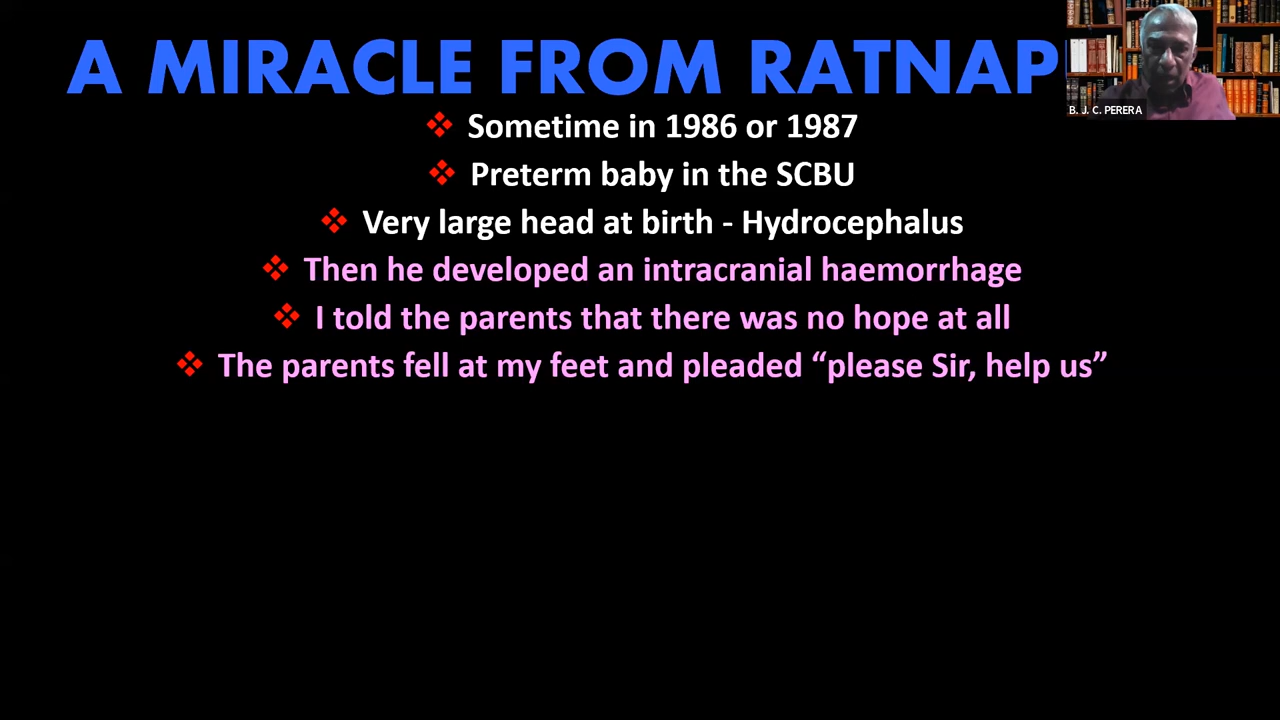 A MIRACLE FROM RATNAP
B. J. C. PERERA
❖ Sometime in 1986 or 1987
❖ Preterm baby in the SCBU
❖ Very large head at birth - Hydrocephalus
❖ Then he developed an intracranial haemorrhage
❖ I told the parents that there was no hope at all
❖ The parents fell at my feet and pleaded “please Sir, help us”